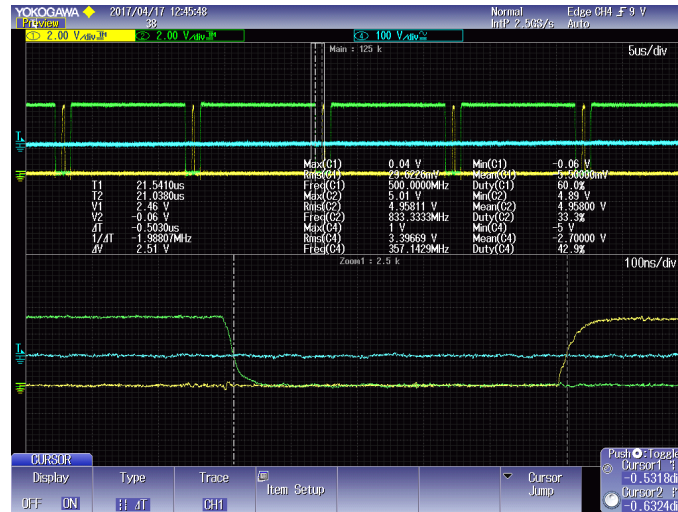 YOKOGAWA 2017/04/17 12:45:48 Normal Edge CH4 9 V
Preview 38 IntP 2.5GS/s Auto
1 2.00 V/div 2 2.00 V/div 4 100 V/div
Main : 125 k 5us/div
Max(C1) 0.04 V Min(C1) -0.06 V
Rms(C1) 29.6226mV Mean(C1)
T1 21.5410us Freq(C1) 500.0000MHz Duty(C1) 60.0%
T2 21.0380us Max(C2) 5.01 V Min(C2) 4.89 V
V1 2.46 V Rms(C2) 4.95811 V Mean(C2) 4.95800 V
V2 -0.06 V Freq(C2) 833.3333MHz Duty(C2) 33.3%
ΔT -0.5030us Max(C4) 1 V Min(C4) -5 V
1/ΔT -1.98807MHz Rms(C4) 3.39669 V Mean(C4) -2.70000 V
ΔV 2.51 V Freq(C4) 357.1429MHz Duty(C4) 42.9%
Zoom1 : 2.5 k 100ns/div
CURSOR
Display Type Trace Item Setup Cursor Jump
OFF ON ΔT CH1
Push :Toggle
Cursor1
-0.5318di
Cursor2
-0.6324di